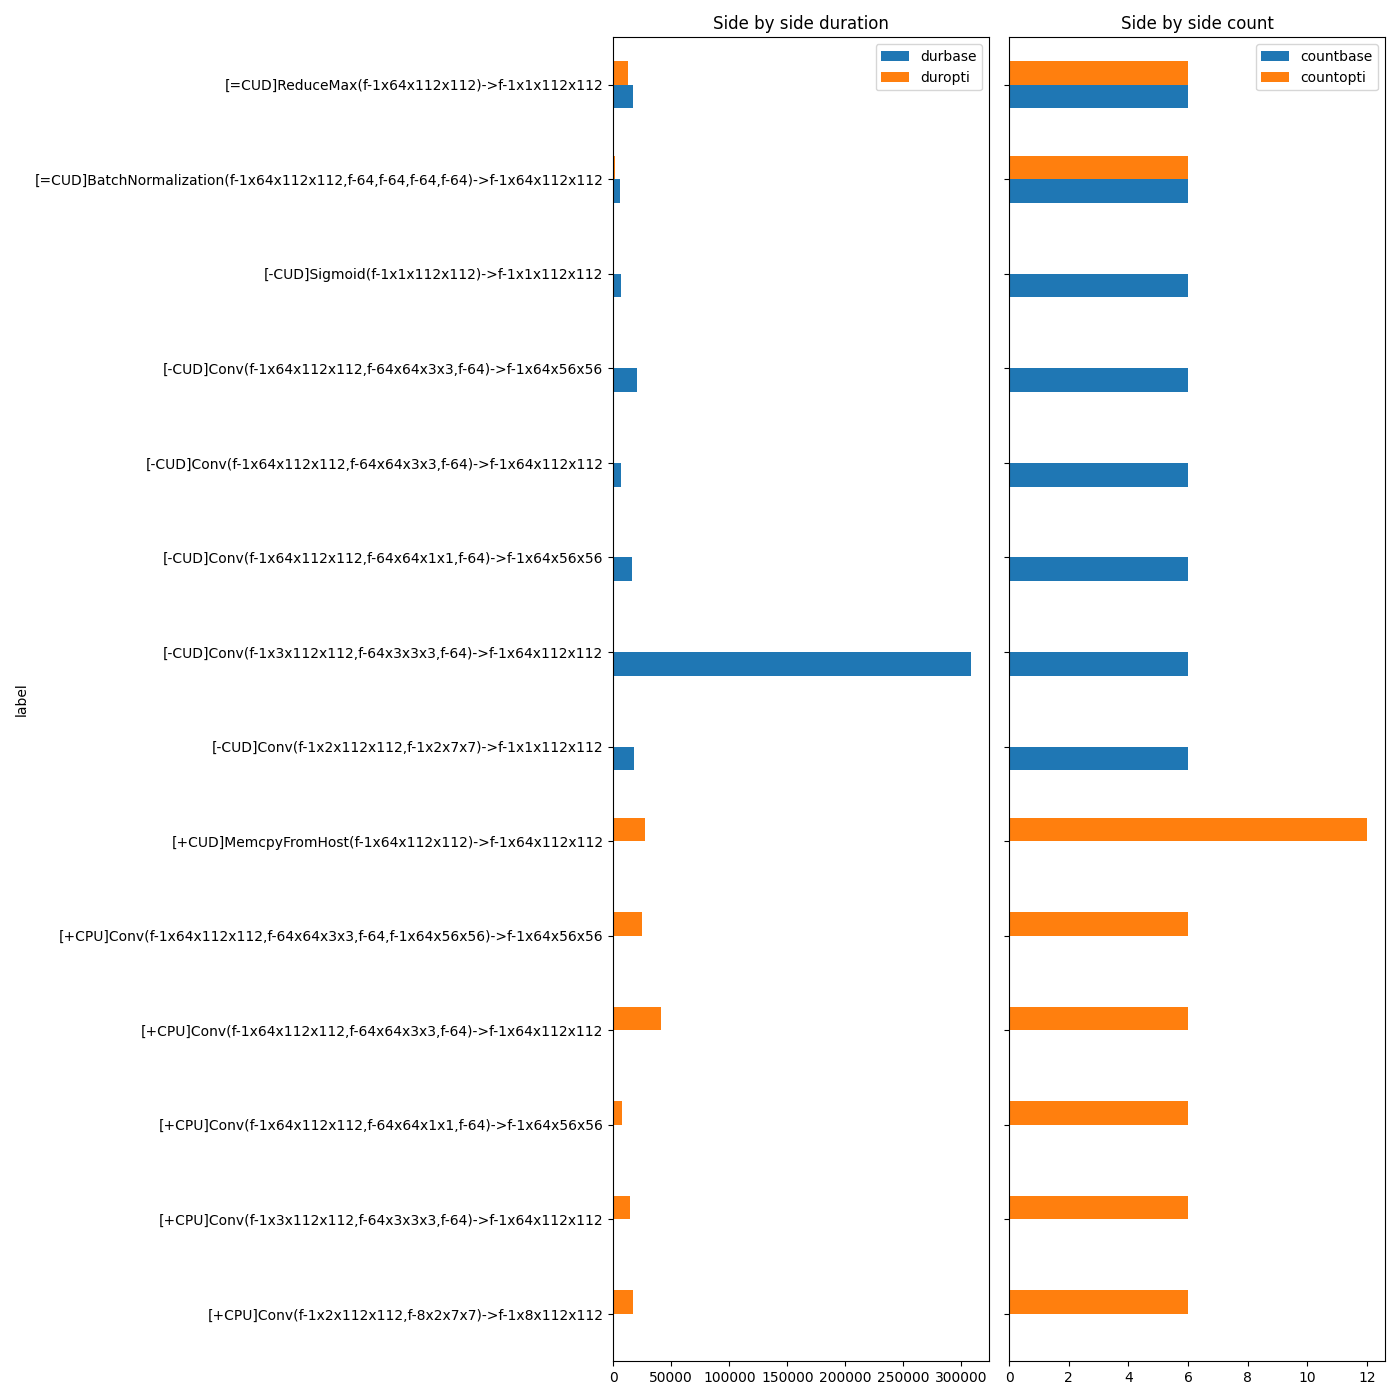 Side by side duration
Side by side count
durbase
duropti
countbase
countopti
[=CUD]ReduceMax(f-1x64x112x112)->f-1x1x112x112
[=CUD]BatchNormalization(f-1x64x112x112,f-64,f-64,f-64,f-64)->f-1x64x112x112
[-CUD]Sigmoid(f-1x1x112x112)->f-1x1x112x112
[-CUD]Conv(f-1x64x112x112,f-64x64x3x3,f-64)->f-1x64x56x56
[-CUD]Conv(f-1x64x112x112,f-64x64x3x3,f-64)->f-1x64x112x112
[-CUD]Conv(f-1x64x112x112,f-64x64x1x1,f-64)->f-1x64x56x56
[-CUD]Conv(f-1x3x112x112,f-64x3x3x3,f-64)->f-1x64x112x112
label
[-CUD]Conv(f-1x2x112x112,f-1x2x7x7)->f-1x1x112x112
[+CUD]MemcpyFromHost(f-1x64x112x112)->f-1x64x112x112
[+CPU]Conv(f-1x64x112x112,f-64x64x3x3,f-64,f-1x64x56x56)->f-1x64x56x56
[+CPU]Conv(f-1x64x112x112,f-64x64x3x3,f-64)->f-1x64x112x112
[+CPU]Conv(f-1x64x112x112,f-64x64x1x1,f-64)->f-1x64x56x56
[+CPU]Conv(f-1x3x112x112,f-64x3x3x3,f-64)->f-1x64x112x112
[+CPU]Conv(f-1x2x112x112,f-8x2x7x7)->f-1x8x112x112
0 50000 100000 150000 200000 250000 300000
0 2 4 6 8 10 12